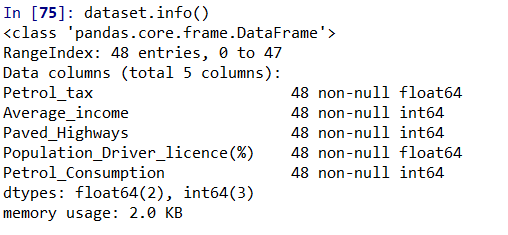 In [75]: dataset.info()
<class 'pandas.core.frame.DataFrame'>
RangeIndex: 48 entries, 0 to 47
Data columns (total 5 columns):
Petrol_tax                      48 non-null float64
Average_income                  48 non-null int64
Paved_Highways                  48 non-null int64
Population_Driver_licence(%)    48 non-null float64
Petrol_Consumption              48 non-null int64
dtypes: float64(2), int64(3)
memory usage: 2.0 KB